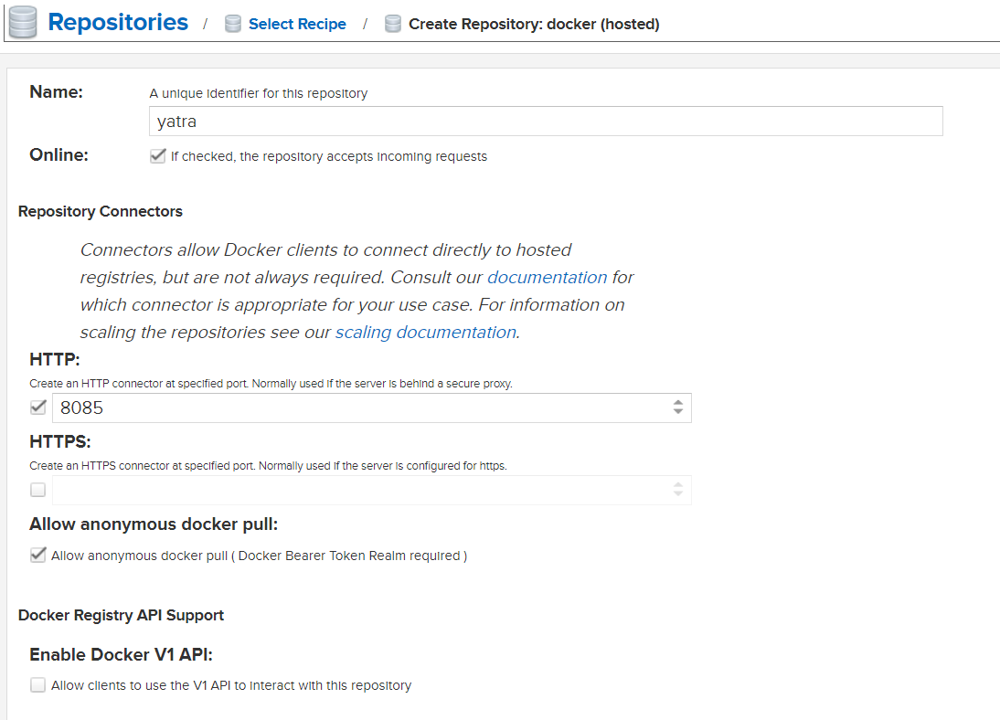 Repositories / Select Recipe / Create Repository: docker (hosted)
Name: A unique identifier for this repository
yatra
Online: If checked, the repository accepts incoming requests
Repository Connectors
Connectors allow Docker clients to connect directly to hosted
registries, but are not always required. Consult our documentation for
which connector is appropriate for your use case. For information on
scaling the repositories see our scaling documentation.
HTTP:
Create an HTTP connector at specified port. Normally used if the server is behind a secure proxy.
8085
HTTPS:
Create an HTTPS connector at specified port. Normally used if the server is configured for https.
Allow anonymous docker pull:
Allow anonymous docker pull ( Docker Bearer Token Realm required )
Docker Registry API Support
Enable Docker V1 API:
Allow clients to use the V1 API to interact with this repository